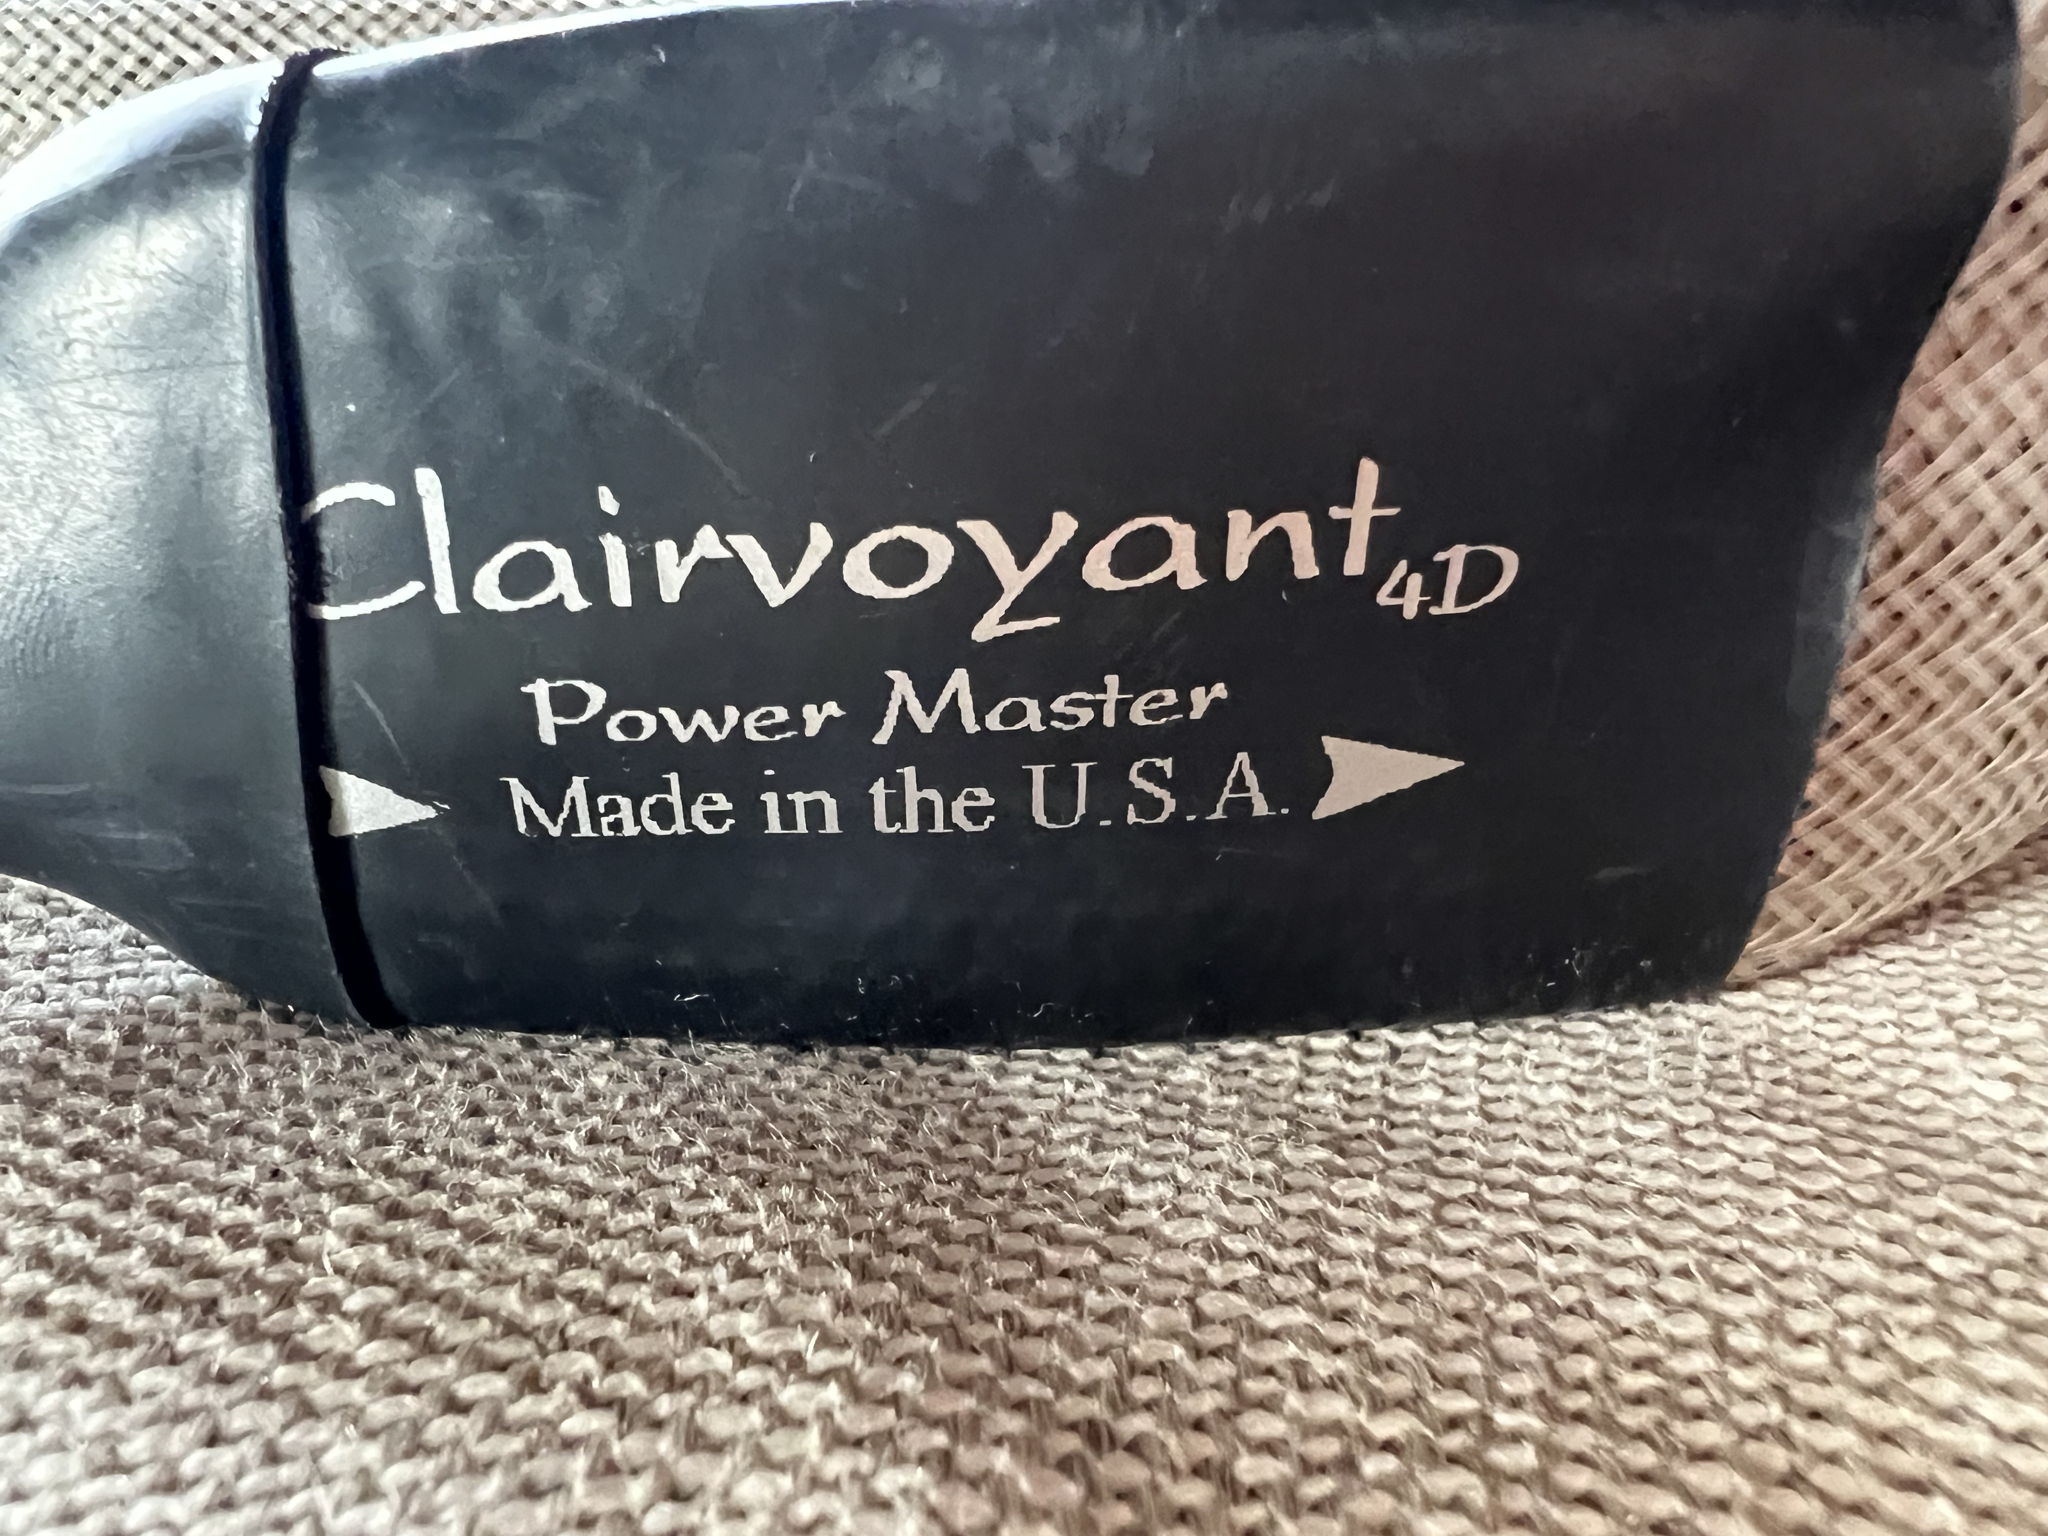 Clairvoyant 4D
Power Master
Made in the U.S.A.